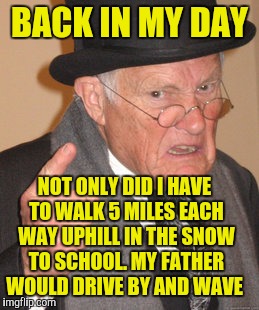 BACK IN MY DAY
NOT ONLY DID I HAVE
TO WALK 5 MILES EACH
WAY UPHILL IN THE SNOW
TO SCHOOL. MY FATHER
WOULD DRIVE BY AND WAVE
imgflip.com